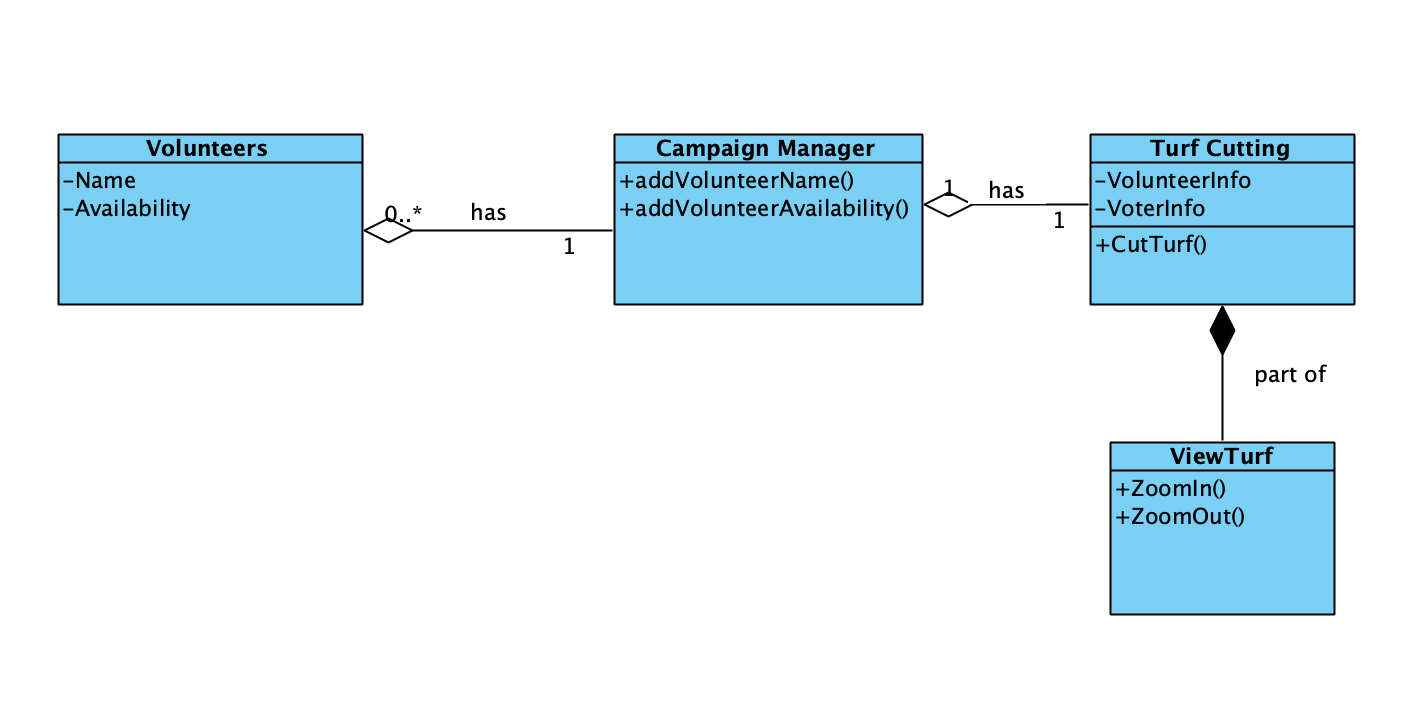 Volunteers
-Name
-Availability
0..*
has
1
Campaign Manager
+addVolunteerName()
+addVolunteerAvailability()
1
has
1
Turf Cutting
-VolunteerInfo
-VoterInfo
+CutTurf()
part of
ViewTurf
+ZoomIn()
+ZoomOut()